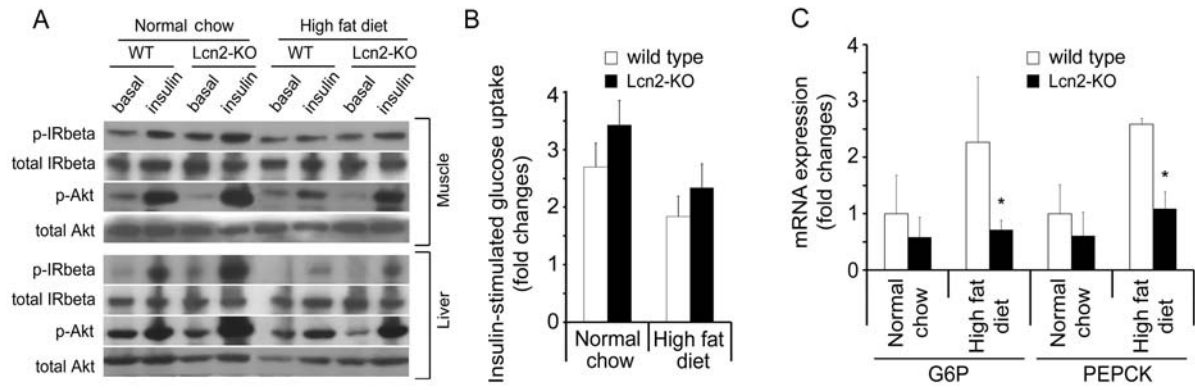 A
Normal chow High fat diet
WT Lcn2-KO WT Lcn2-KO
basal insulin basal insulin basal insulin basal insulin
p-IRbeta
total IRbeta
p-Akt
total Akt
Muscle
p-IRbeta
total IRbeta
p-Akt
total Akt
Liver
B
wild type
Lcn2-KO
Insulin-stimulated glucose uptake
(fold changes)
4
3
2
1
0
Normal chow
High fat diet
C
wild type
Lcn2-KO
mRNA expression
(fold changes)
4
3
2
1
0
*
*
Normal chow
High fat diet
Normal chow
High fat diet
G6P PEPCK